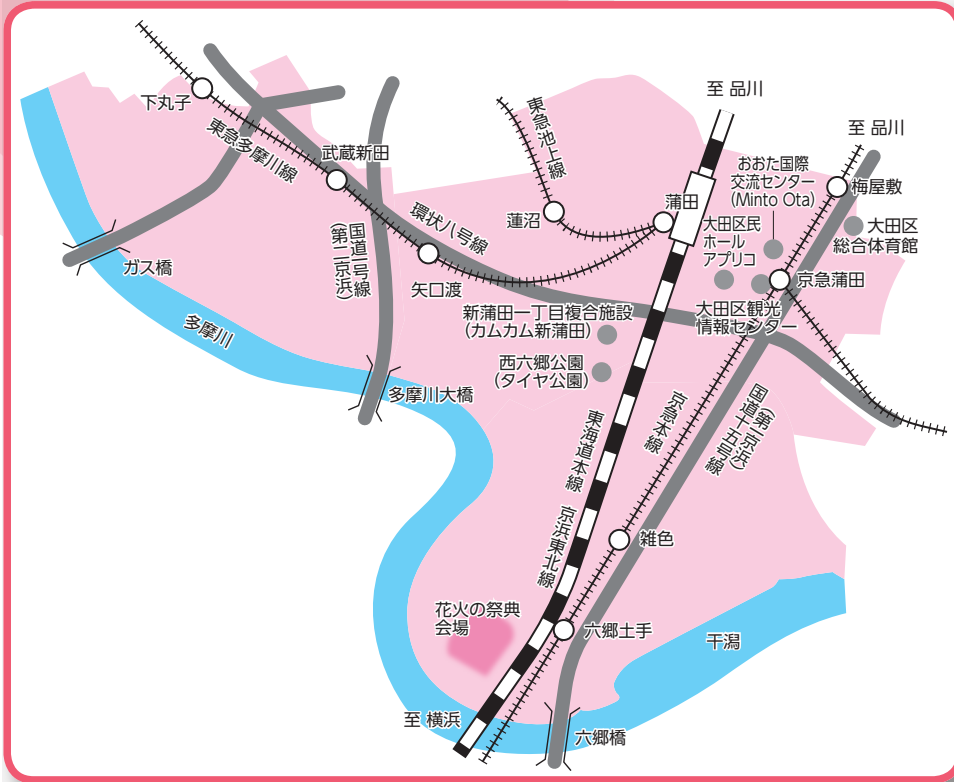 至 品川
至 品川
下丸子
東急多摩川線
武蔵新田
東急池上線
おおた国際
交流センター
(Minto Ota)
梅屋敷
蒲田
蓮沼
環状八号線
国道一号線
(第二京浜)
大田区民
ホール
アプリコ
大田区
総合体育館
ガス橋
矢口渡
京急蒲田
多摩川
新蒲田一丁目複合施設
(カムカム新蒲田)
大田区観光
情報センター
西六郷公園
(タイヤ公園)
多摩川大橋
東海道本線
京急本線
国道十五号線
(第一京浜)
京浜東北線
雑色
花火の祭典
会場
六郷土手
干潟
至 横浜
六郷橋